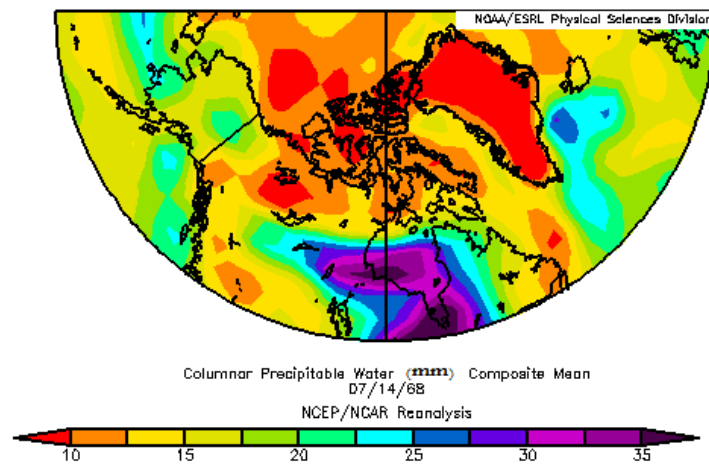 NOAA/ESRL Physical Sciences Division
Columnar Precipitable Water (mm) Composite Mean
07/14/68
NCEP/NCAR Reanalysis
10 15 20 25 30 35